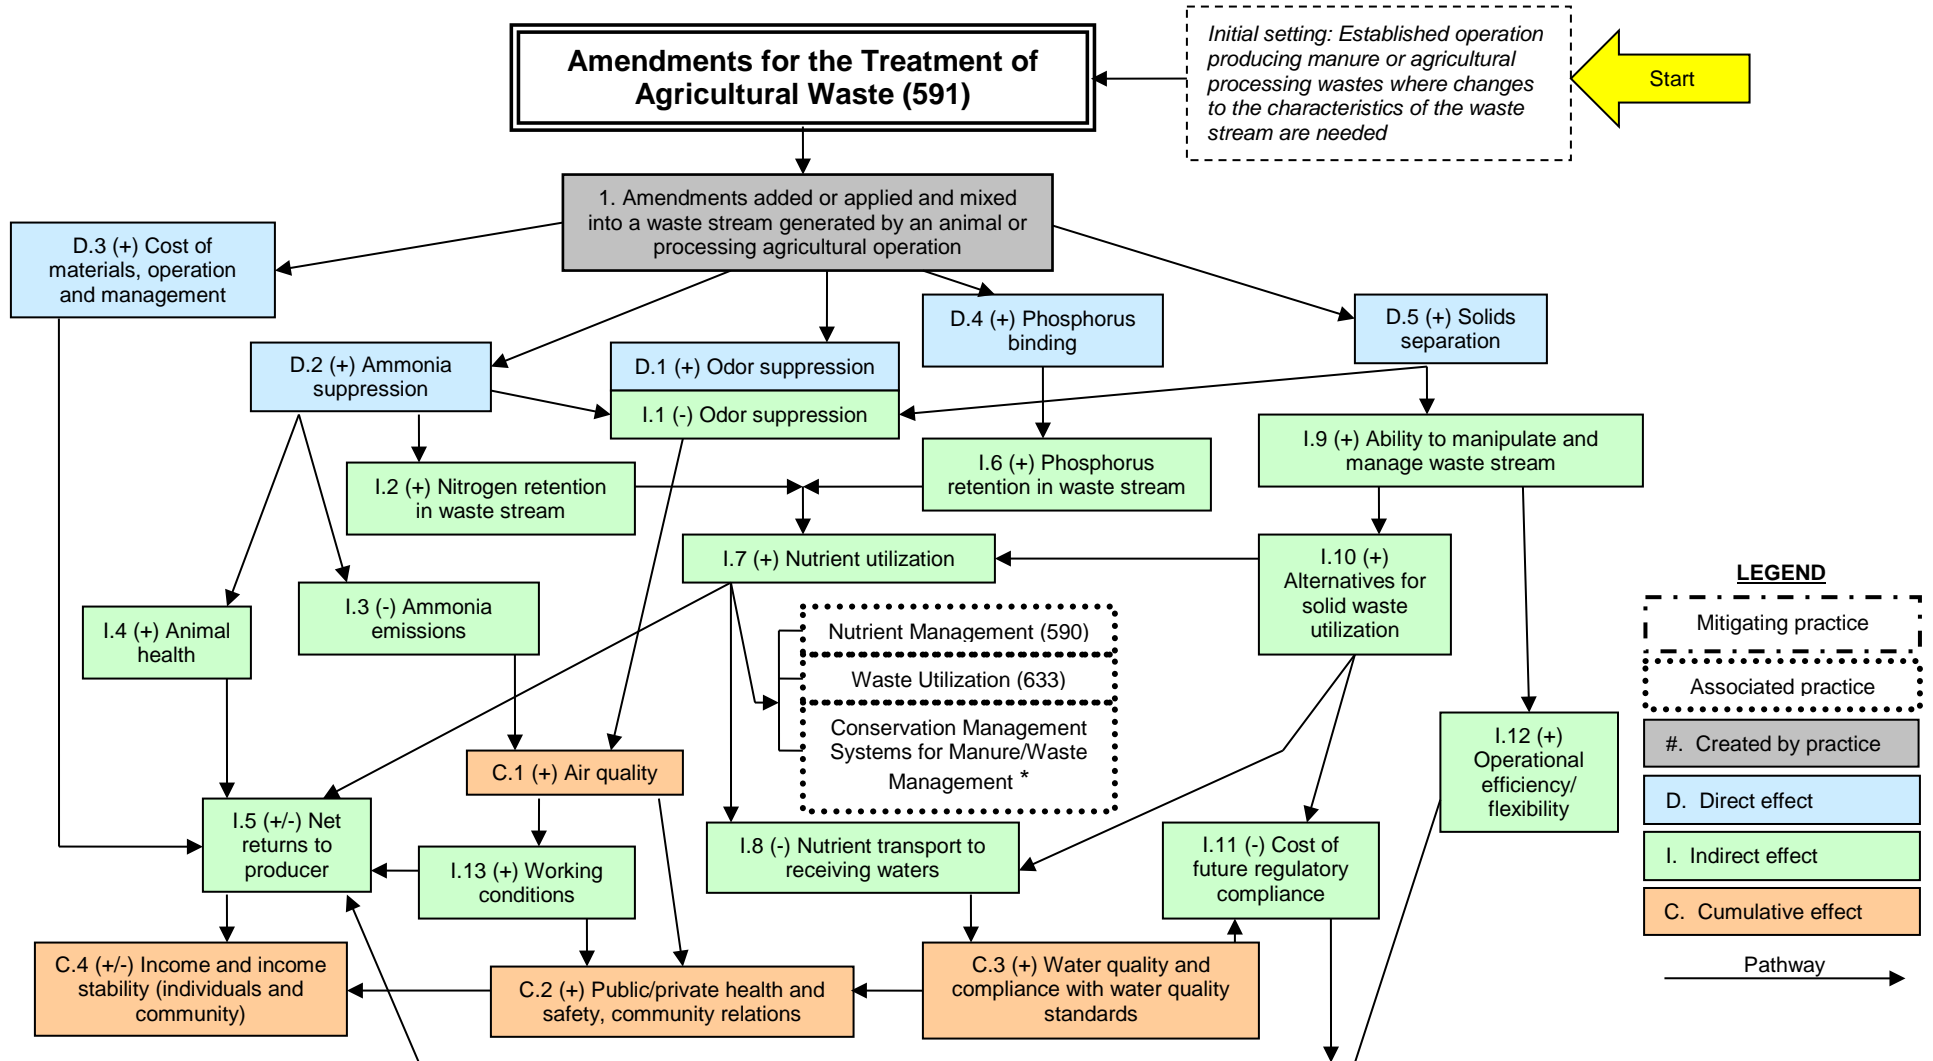 Amendments for the Treatment of
Agricultural Waste (591)
Initial setting: Established operation
producing manure or agricultural
processing wastes where changes
to the characteristics of the waste
stream are needed
Start
1. Amendments added or applied and mixed
into a waste stream generated by an animal or
processing agricultural operation
D.3 (+) Cost of
materials, operation
and management
D.4 (+) Phosphorus
binding
D.5 (+) Solids
separation
D.2 (+) Ammonia
suppression
D.1 (+) Odor suppression
I.1 (-) Odor suppression
I.9 (+) Ability to manipulate and
manage waste stream
I.2 (+) Nitrogen retention
in waste stream
I.6 (+) Phosphorus
retention in waste stream
I.7 (+) Nutrient utilization
I.10 (+)
Alternatives for
solid waste
utilization
I.4 (+) Animal
health
I.3 (-) Ammonia
emissions
Nutrient Management (590)
Waste Utilization (633)
Conservation Management
Systems for Manure/Waste
Management *
I.12 (+)
Operational
efficiency/
flexibility
C.1 (+) Air quality
I.5 (+/-) Net
returns to
producer
I.13 (+) Working
conditions
I.8 (-) Nutrient transport to
receiving waters
I.11 (-) Cost of
future regulatory
compliance
C.4 (+/-) Income and income
stability (individuals and
community)
C.2 (+) Public/private health and
safety, community relations
C.3 (+) Water quality and
compliance with water quality
standards
LEGEND
Mitigating practice
Associated practice
#. Created by practice
D. Direct effect
I. Indirect effect
C. Cumulative effect
Pathway